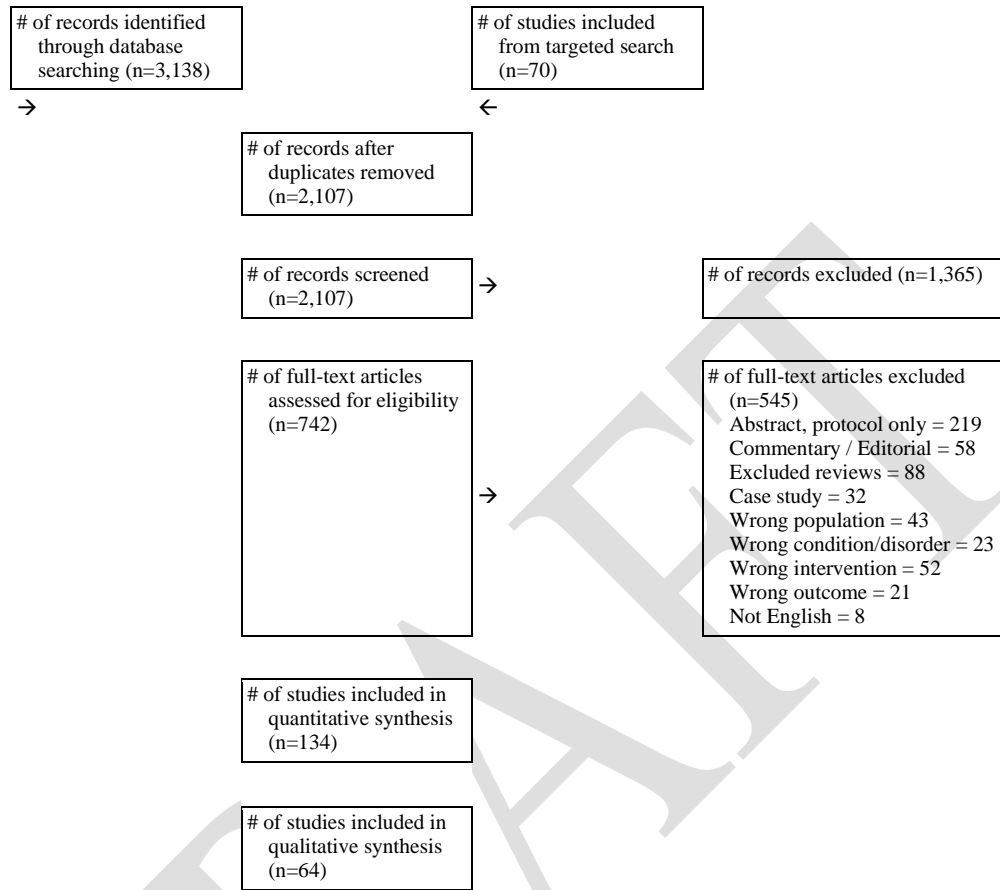 # of records identified
through database
searching (n=3,138)
# of studies included
from targeted search
(n=70)
→
←
# of records after
duplicates removed
(n=2,107)
# of records screened
(n=2,107)
→
# of records excluded (n=1,365)
# of full-text articles
assessed for eligibility
(n=742)
→
# of full-text articles excluded
(n=545)
Abstract, protocol only = 219
Commentary / Editorial = 58
Excluded reviews = 88
Case study = 32
Wrong population = 43
Wrong condition/disorder = 23
Wrong intervention = 52
Wrong outcome = 21
Not English = 8
# of studies included in
quantitative synthesis
(n=134)
# of studies included in
qualitative synthesis
(n=64)
DRAFT